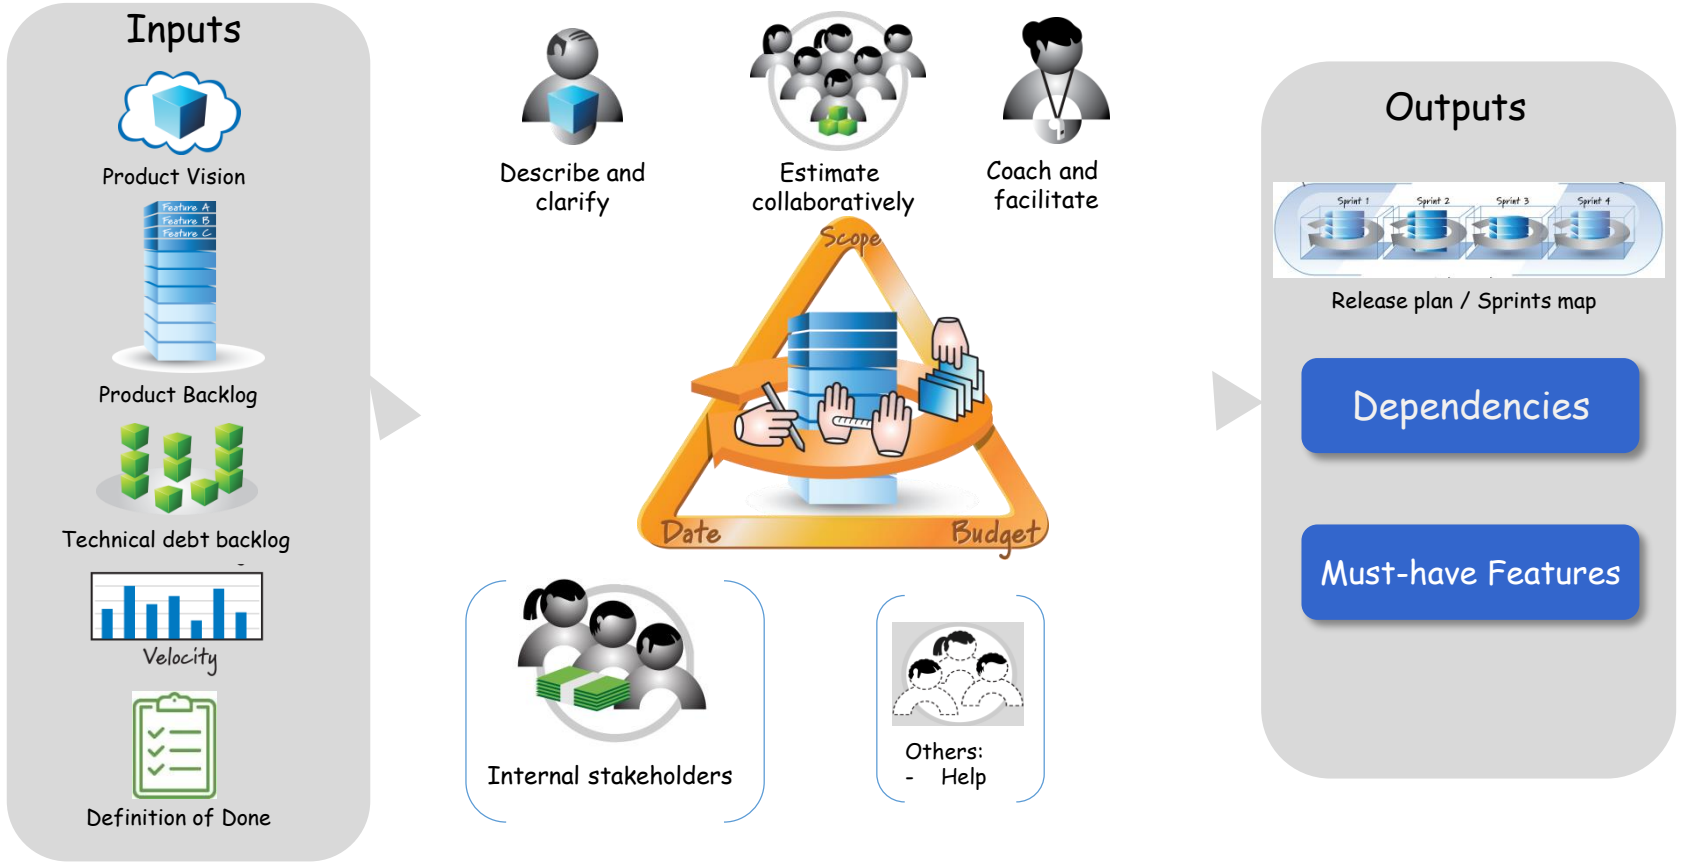 Inputs
Product Vision
Feature A
Feature B
Feature C
Product Backlog
Technical debt backlog
Velocity
Definition of Done
Describe and
clarify
Estimate
collaboratively
Coach and
facilitate
Scope
Date
Budget
Internal stakeholders
Others:
- Help
Outputs
Sprint 1
Sprint 2
Sprint 3
Sprint 4
Release plan / Sprints map
Dependencies
Must-have Features